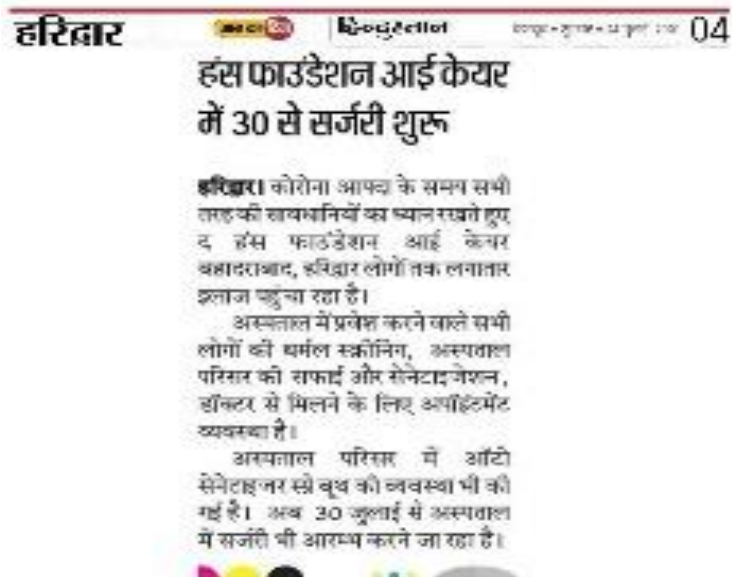 हरिद्वार
04
हंस फाउंडेशन आई केयर
में 30 से सर्जरी शुरू
हरिद्वार। कोरोना आपदा के समय सभी
तरह की सावधानियों का ध्यान रखते हुए
द हंस फाउंडेशन आई केयर
बहादराबाद, हरिद्वार लोगों तक लगातार
इलाज पहुंचा रहा है।
अस्पताल में प्रवेश करने वाले सभी
लोगों की थर्मल स्क्रीनिंग, अस्पताल
परिसर की सफाई और सेनेटाइजेशन,
डॉक्टर से मिलने के लिए अपॉइंटमेंट
व्यवस्था है।
अस्पताल परिसर में ऑटो
सेनेटाइजर स्प्रे बूथ की व्यवस्था भी की
गई है। अब 30 जुलाई से अस्पताल
में सर्जरी भी आरम्भ करने जा रहा है।